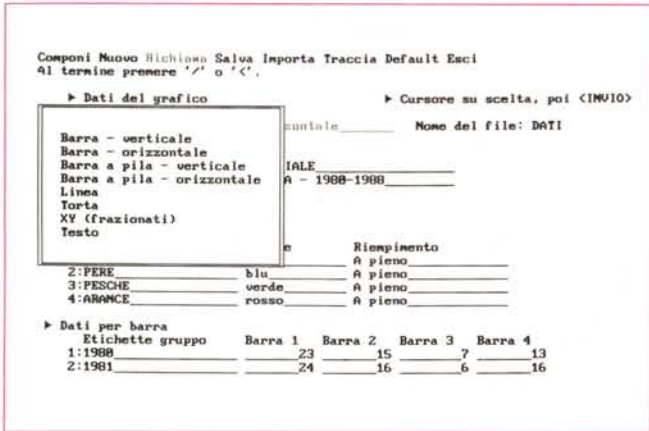 Componi Nuovo Richiama Salva Importa Traccia Default Esci
Al termine premere '/' o '<'.
► Dati del grafico ► Cursore su scelta, poi <INVIO>
zontale Nome del file: DATI
Barra - verticale
Barra - orizzontale
Barra a pila - verticale IALE
Barra a pila - orizzontale A - 1980-1988
Linea
Torta
XY (frazionati)
Testo
e Riempimento
A pieno
2:PERE blu A pieno
3:PESCHE verde A pieno
4:ARANCE rosso A pieno
► Dati per barra
Etichette gruppo Barra 1 Barra 2 Barra 3 Barra 4
1:1980 23 15 7 13
2:1981 24 16 6 16